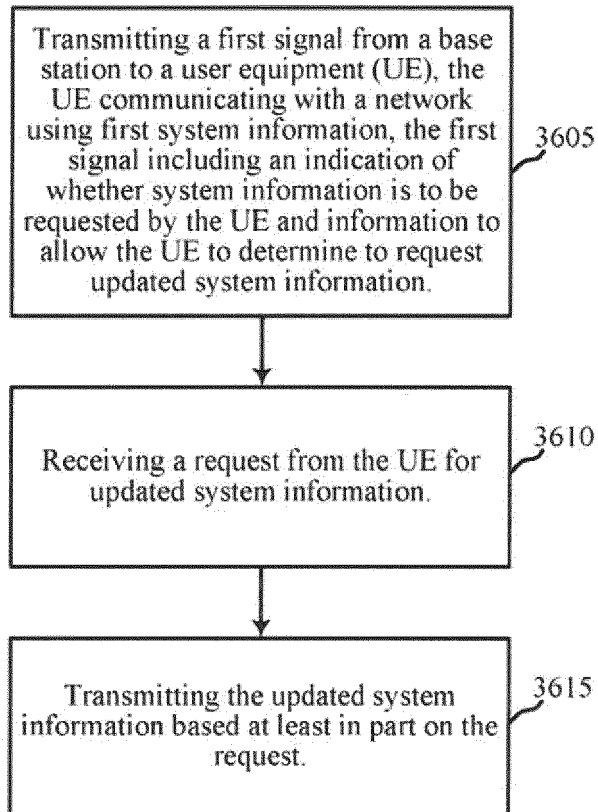 Transmitting a first signal from a base
station to a user equipment (UE), the
UE communicating with a network
using first system information, the first
signal including an indication of
whether system information is to be
requested by the UE and information to
allow the UE to determine to request
updated system information.
3605
Receiving a request from the UE for
updated system information.
3610
Transmitting the updated system
information based at least in part on the
request.
3615